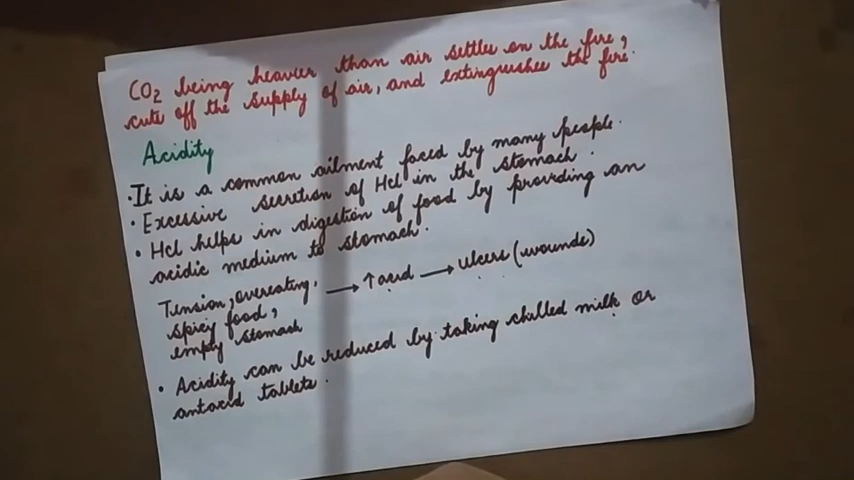 CO2 being heavier than air settles on the fire,
cuts off the supply of air, and extinguishes the fire.
Acidity
• It is a common ailment faced by many people.
• Excessive secretion of Hcl in the stomach.
• Hcl helps in digestion of food by providing an
acidic medium to stomach.
Tension, overeating,
spicy food,
empty stomach → ↑ acid → ulcers (wounds)
• Acidity can be reduced by taking chilled milk or
antacid tablets.